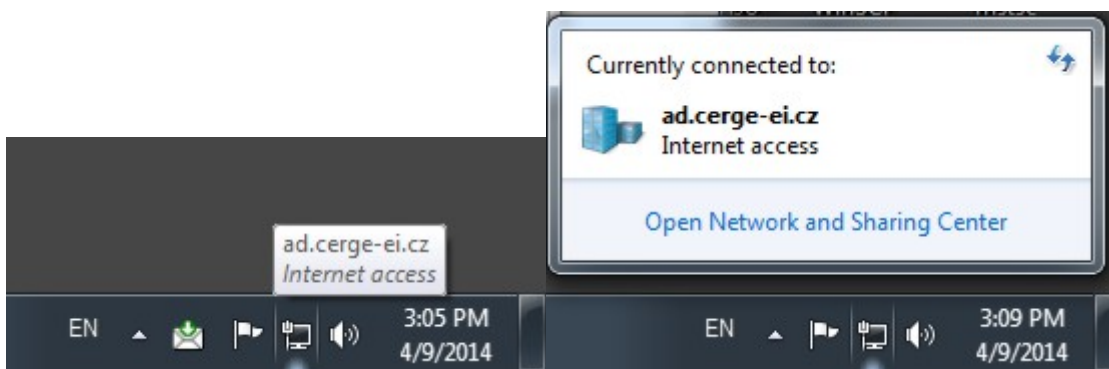 ad.cerge-ei.cz
Internet access
EN
3:05 PM
4/9/2014
Currently connected to:
ad.cerge-ei.cz
Internet access
Open Network and Sharing Center
EN
3:09 PM
4/9/2014